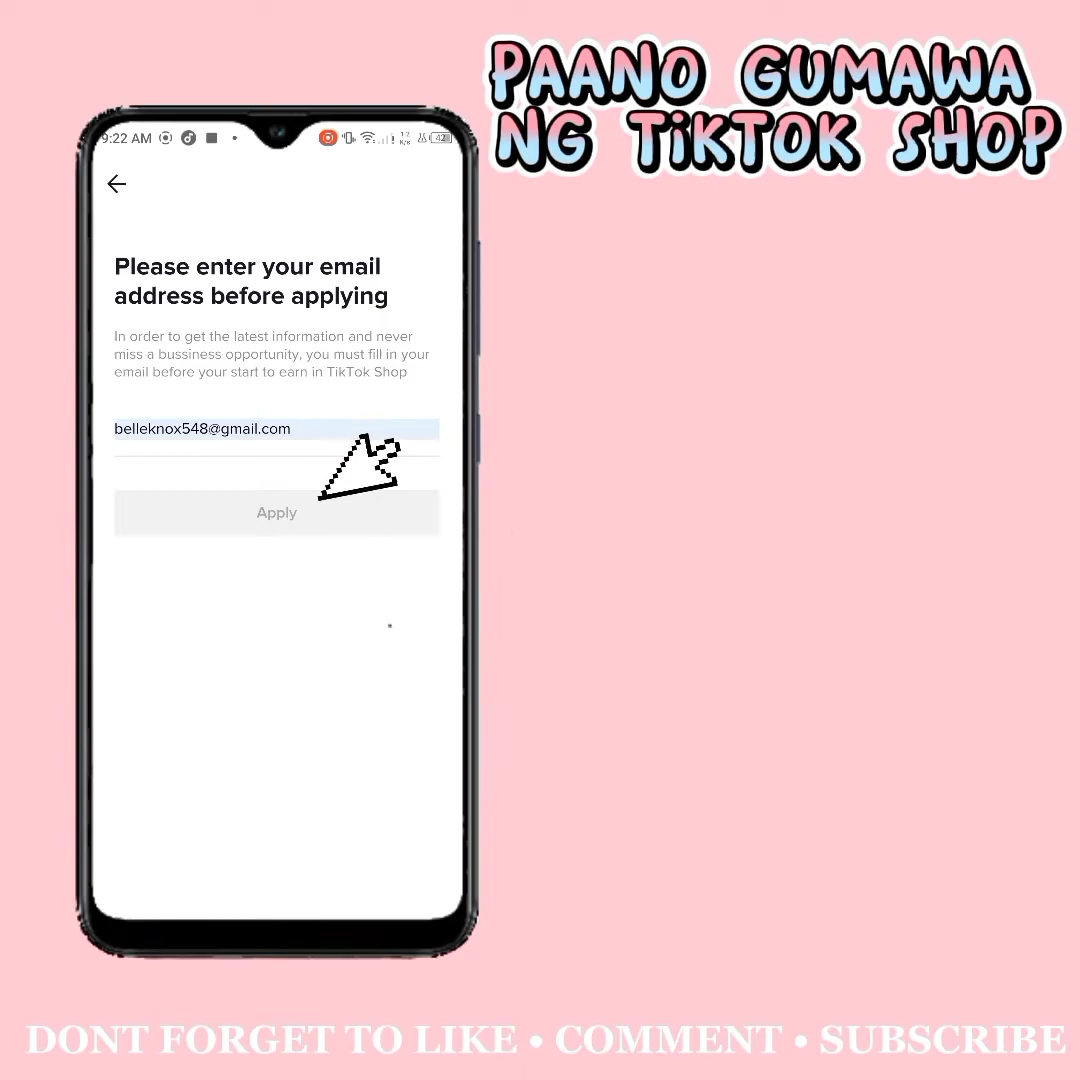 PAANO GUMAWA
NG TiKTOK SHOP
9:22 AM
42
Please enter your email
address before applying
In order to get the latest information and never
miss a bussiness opportunity, you must fill in your
email before your start to earn in TikTok Shop
belleknox548@gmail.com
Apply
DONT FORGET TO LIKE • COMMENT • SUBSCRIBE